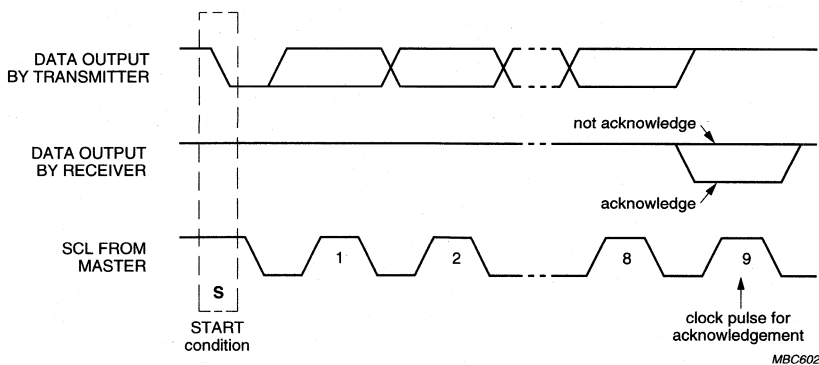 DATA OUTPUT
BY TRANSMITTER
not acknowledge
DATA OUTPUT
BY RECEIVER
acknowledge
SCL FROM
MASTER
1
2
8
9
S
START
condition
clock pulse for
acknowledgement
MBC602